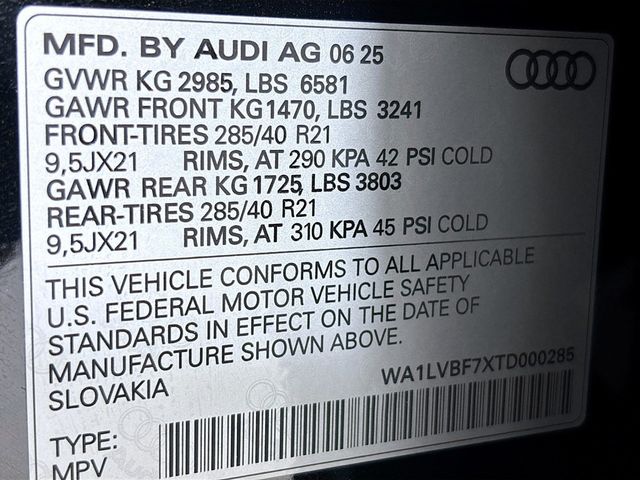 MFD. BY AUDI AG 06 25
GVWR KG 2985, LBS 6581
GAWR FRONT KG1470, LBS 3241
FRONT-TIRES 285/40 R21
9,5JX21 RIMS, AT 290 KPA 42 PSI COLD
GAWR REAR KG1725, LBS 3803
REAR-TIRES 285/40 R21
9,5JX21 RIMS, AT 310 KPA 45 PSI COLD
THIS VEHICLE CONFORMS TO ALL APPLICABLE
U.S. FEDERAL MOTOR VEHICLE SAFETY
STANDARDS IN EFFECT ON THE DATE OF
MANUFACTURE SHOWN ABOVE.
SLOVAKIA
WA1LVBF7XTD000285
TYPE:
MPV